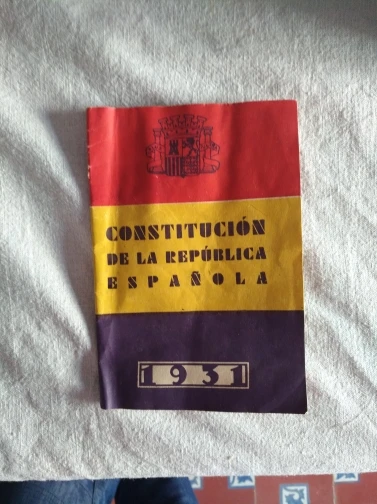 CONSTITUCIÓN
DE LA REPÚBLICA
ESPAÑOLA
1931